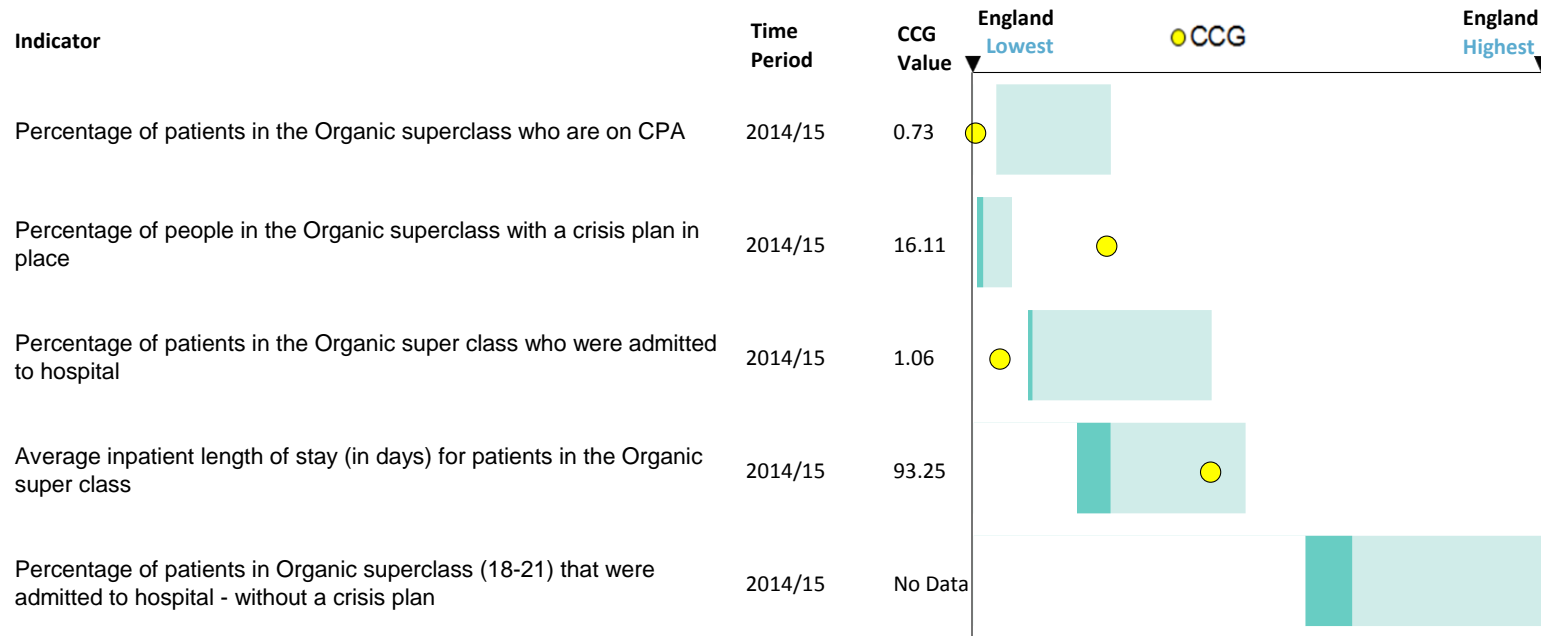 Indicator
Time
Period
CCG
Value
England
Lowest
CCG
England
Highest
Percentage of patients in the Organic superclass who are on CPA
2014/15
0.73
Percentage of people in the Organic superclass with a crisis plan in
place
2014/15
16.11
Percentage of patients in the Organic super class who were admitted
to hospital
2014/15
1.06
Average inpatient length of stay (in days) for patients in the Organic
super class
2014/15
93.25
Percentage of patients in Organic superclass (18-21) that were
admitted to hospital - without a crisis plan
2014/15
No Data